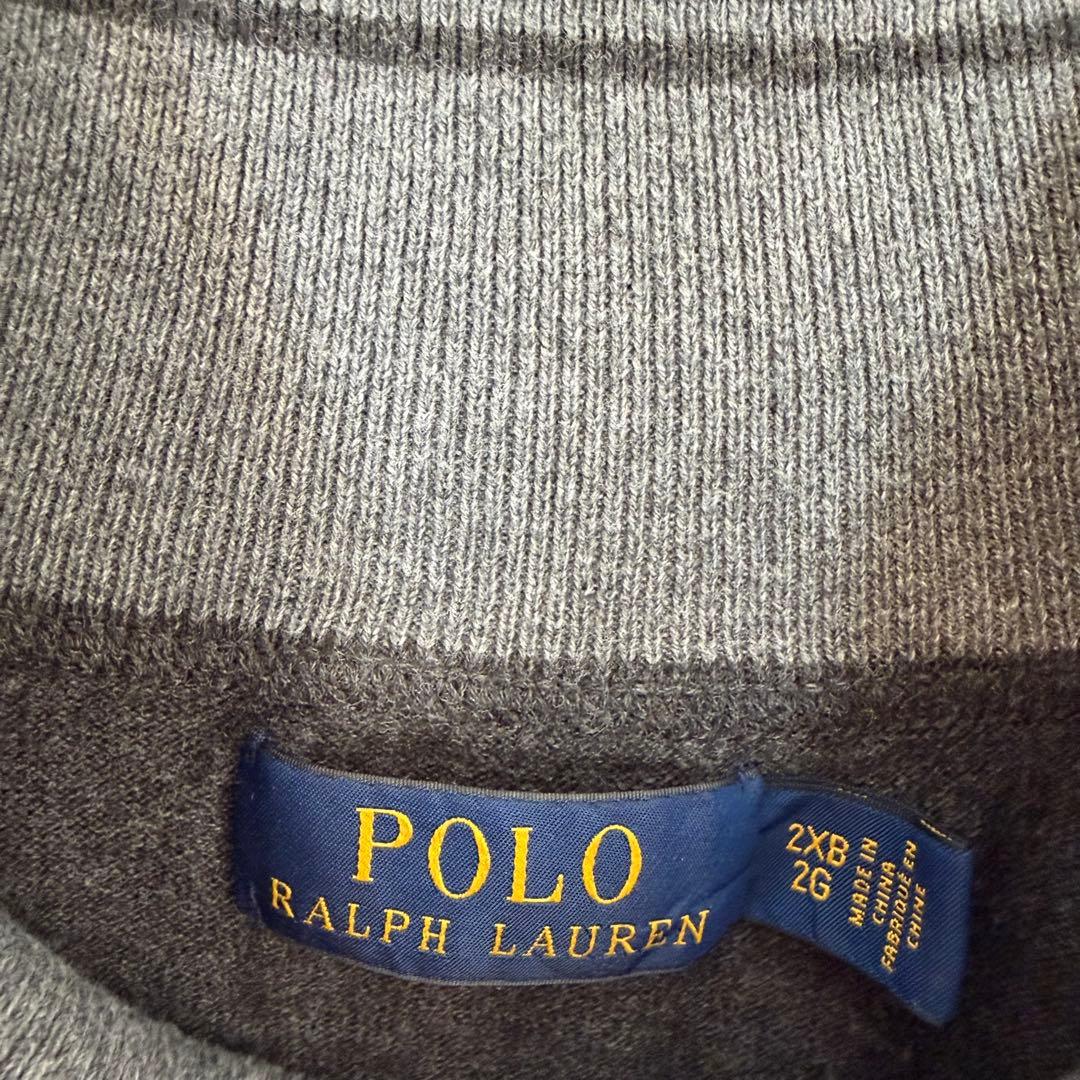 POLO
RALPH LAUREN
2XB
2G
MADE IN
CHINA
FABRIQUÉ EN
CHINE